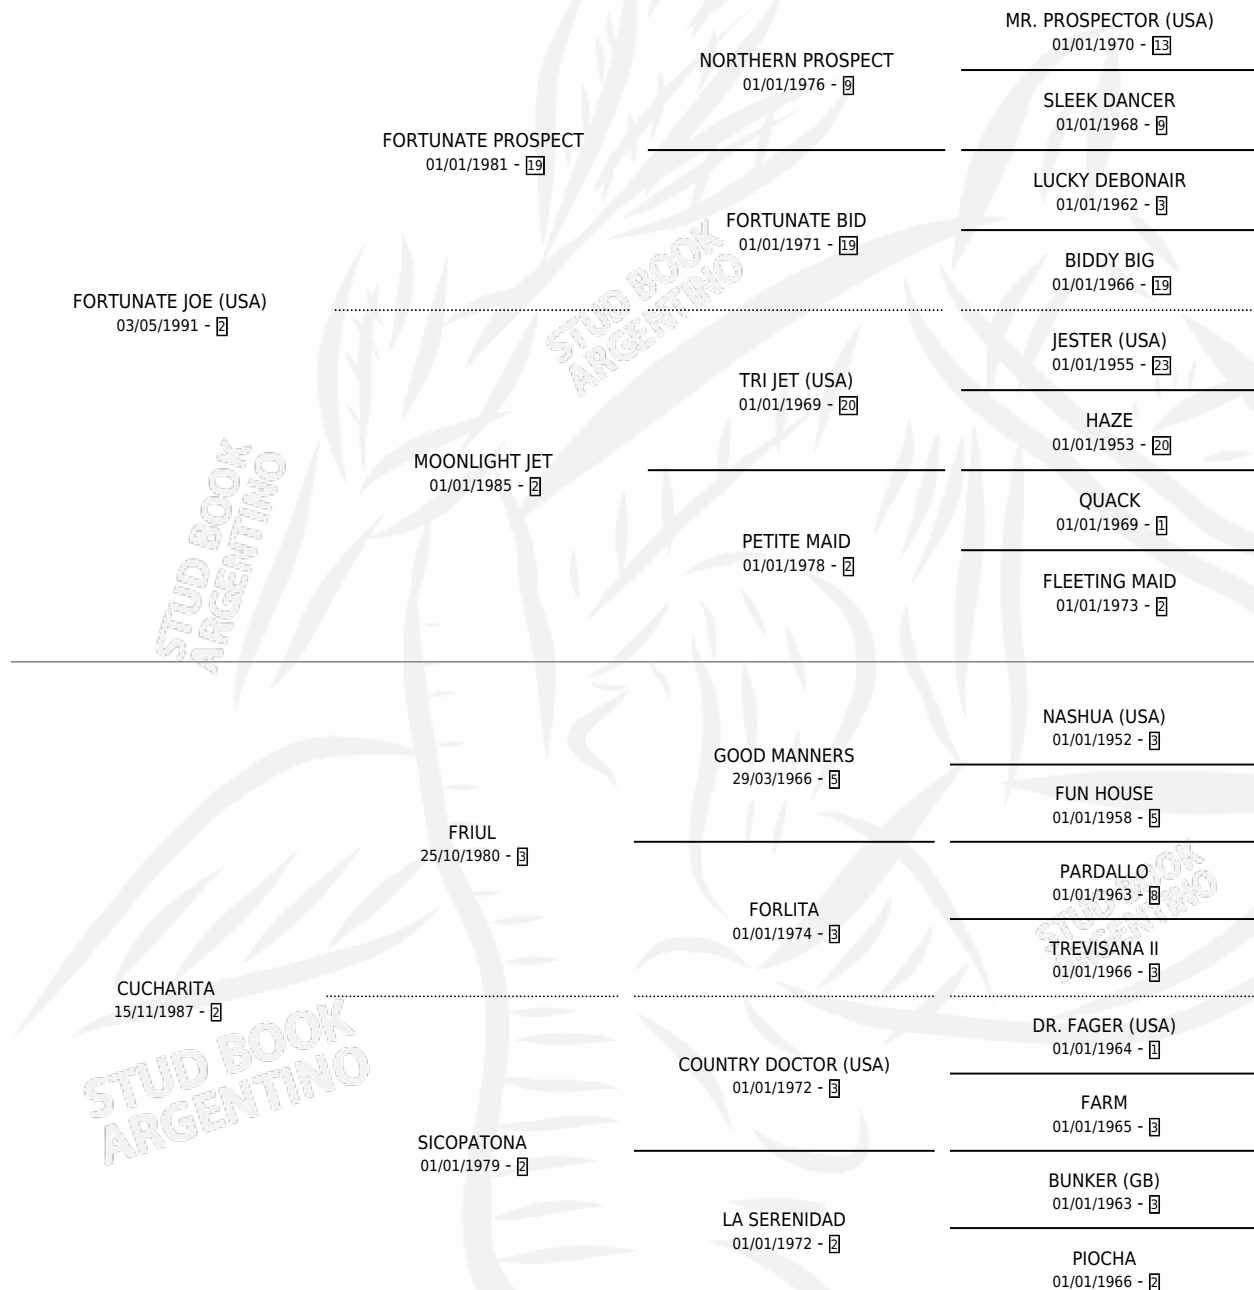 MR. PROSPECTOR (USA)
01/01/1970 - 13
NORTHERN PROSPECT
01/01/1976 - 9
SLEEK DANCER
01/01/1968 - 9
FORTUNATE PROSPECT
01/01/1981 - 19
LUCKY DEBONAIR
01/01/1962 - 3
FORTUNATE BID
01/01/1971 - 19
BIDDY BIG
01/01/1966 - 19
FORTUNATE JOE (USA)
03/05/1991 - 2
STUD BOOK
ARGENTINO
JESTER (USA)
01/01/1955 - 23
TRI JET (USA)
01/01/1969 - 20
HAZE
01/01/1953 - 20
MOONLIGHT JET
01/01/1985 - 2
QUACK
01/01/1969 - 1
PETITE MAID
01/01/1978 - 2
FLEETING MAID
01/01/1973 - 2
STUD BOOK
ARGENTINO
NASHUA (USA)
01/01/1952 - 3
GOOD MANNERS
29/03/1966 - 5
FUN HOUSE
01/01/1958 - 5
FRIUL
25/10/1980 - 3
PARDALLO
01/01/1963 - 8
FORLITA
01/01/1974 - 3
STUD BOOK
ARGENTINO
TREVISANA II
01/01/1966 - 3
CUCHARITA
15/11/1987 - 2
STUD BOOK
ARGENTINO
DR. FAGER (USA)
01/01/1964 - 1
COUNTRY DOCTOR (USA)
01/01/1972 - 3
FARM
01/01/1965 - 3
SICOPATONA
01/01/1979 - 2
BUNKER (GB)
01/01/1963 - 3
LA SERENIDAD
01/01/1972 - 2
PIOCHA
01/01/1966 - 2